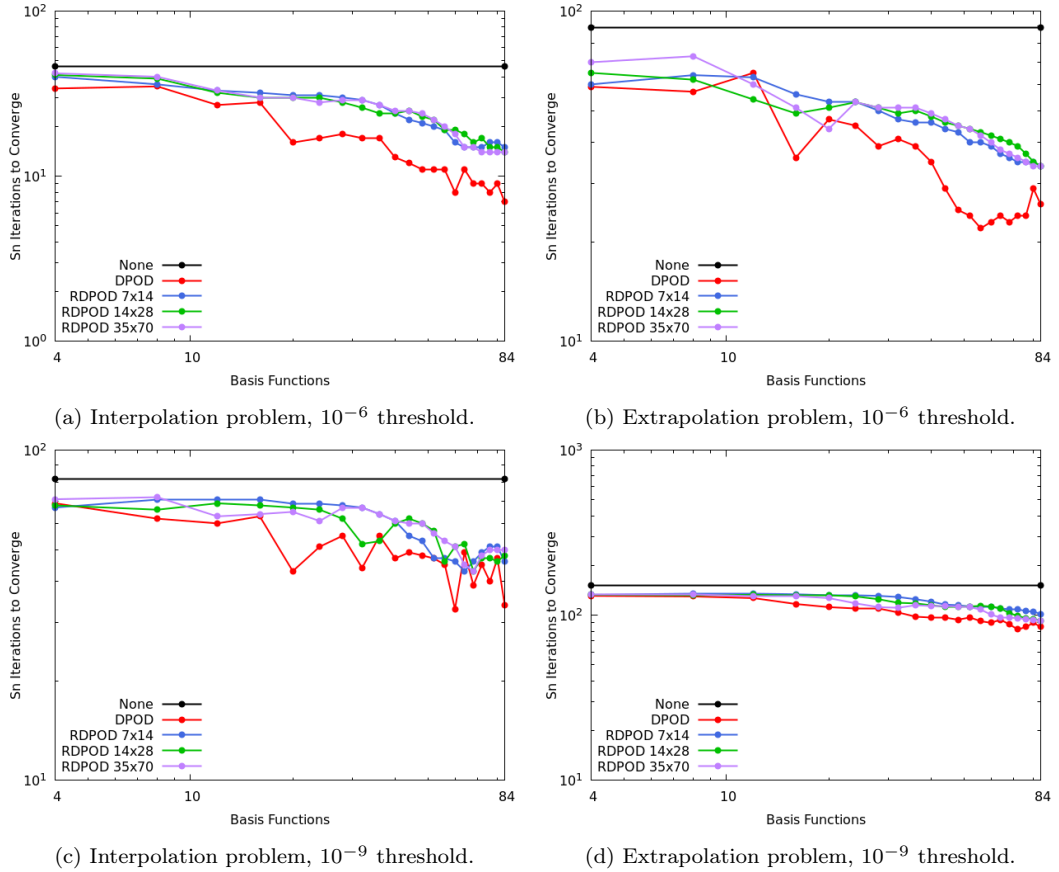 10²
10¹
10⁰
Sn Iterations to Converge
None
DPOD
RDPOD 7x14
RDPOD 14x28
RDPOD 35x70
4
10
84
Basis Functions
(a) Interpolation problem, 10⁻⁶ threshold.
10²
10¹
Sn Iterations to Converge
None
DPOD
RDPOD 7x14
RDPOD 14x28
RDPOD 35x70
4
10
84
Basis Functions
(b) Extrapolation problem, 10⁻⁶ threshold.
10²
10¹
Sn Iterations to Converge
None
DPOD
RDPOD 7x14
RDPOD 14x28
RDPOD 35x70
4
10
84
Basis Functions
(c) Interpolation problem, 10⁻⁹ threshold.
10³
10²
10¹
Sn Iterations to Converge
None
DPOD
RDPOD 7x14
RDPOD 14x28
RDPOD 35x70
4
10
84
Basis Functions
(d) Extrapolation problem, 10⁻⁹ threshold.